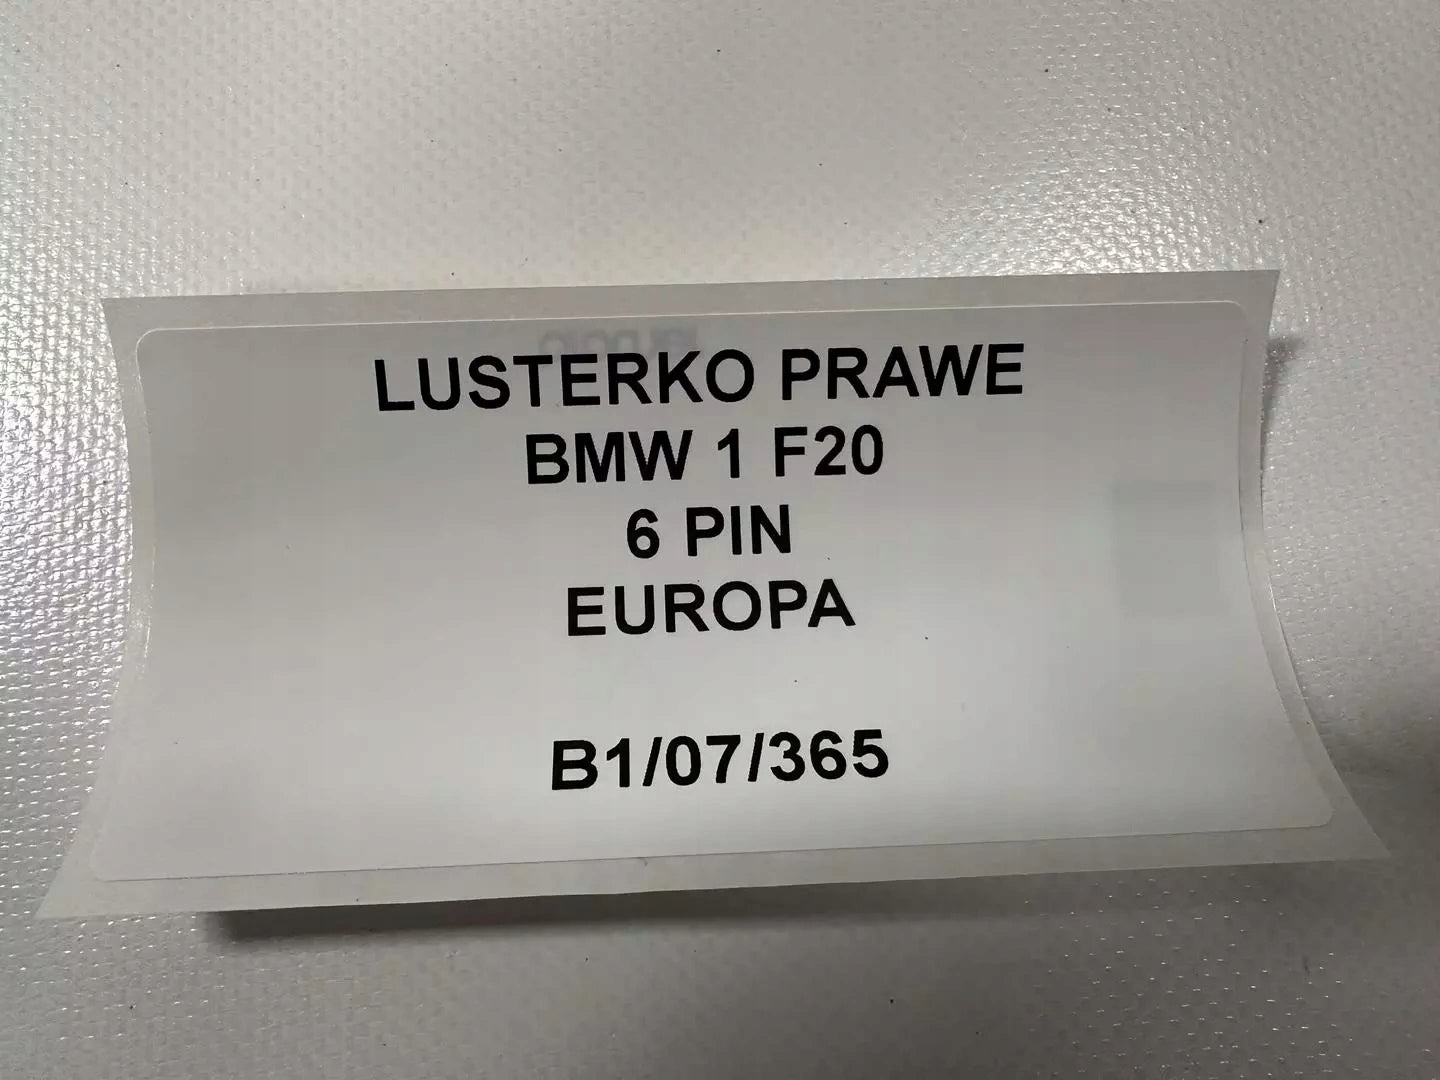 LUSTERKO PRAWE
BMW 1 F20
6 PIN
EUROPA
B1/07/365